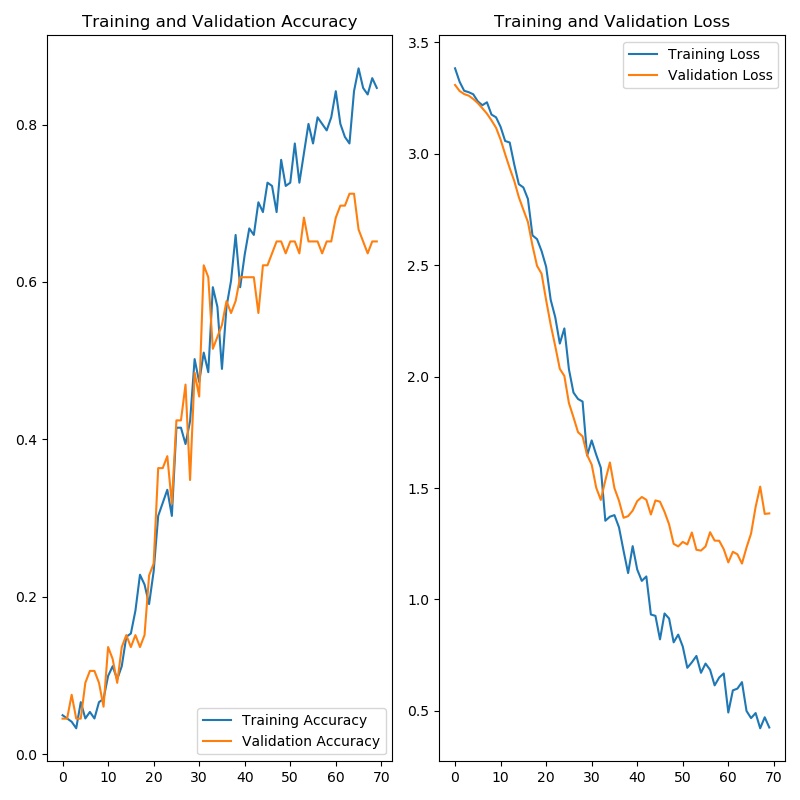 Training and Validation Accuracy
0.8
0.6
0.4
0.2
0.0
0 10 20 30 40 50 60 70
Training Accuracy
Validation Accuracy
Training and Validation Loss
3.5
3.0
2.5
2.0
1.5
1.0
0.5
0 10 20 30 40 50 60 70
Training Loss
Validation Loss